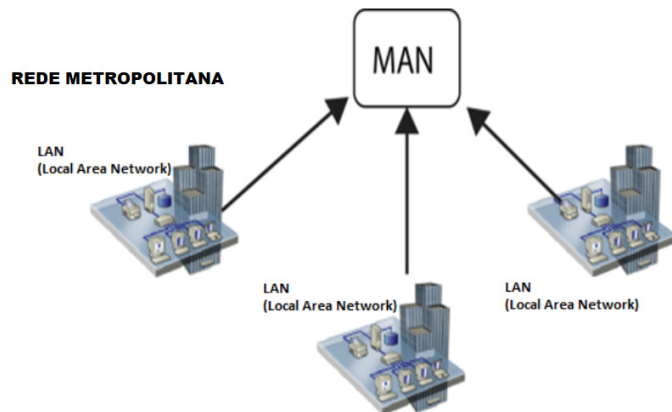 MAN
REDE METROPOLITANA
LAN
(Local Area Network)
LAN
(Local Area Network)
LAN
(Local Area Network)